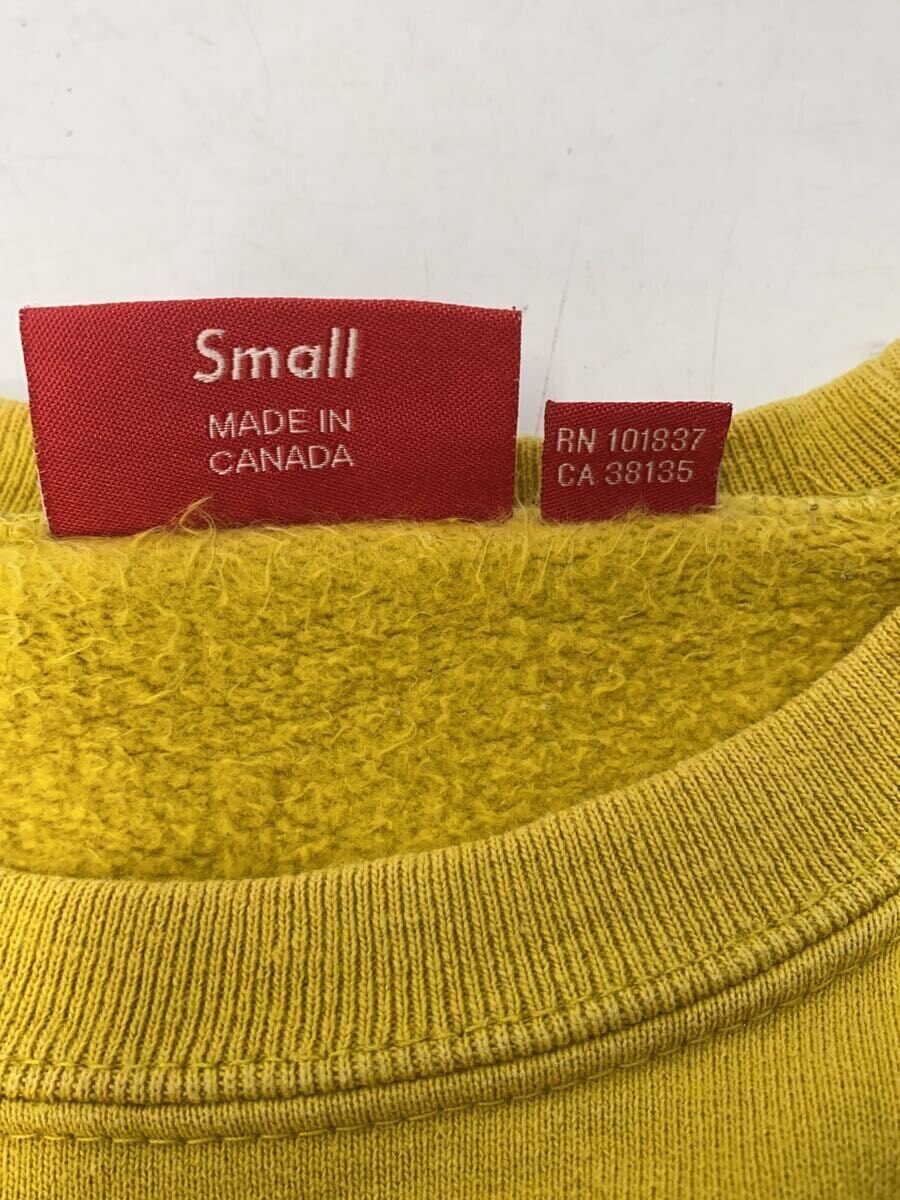 Small
MADE IN
CANADA
RN 101837
CA 38135